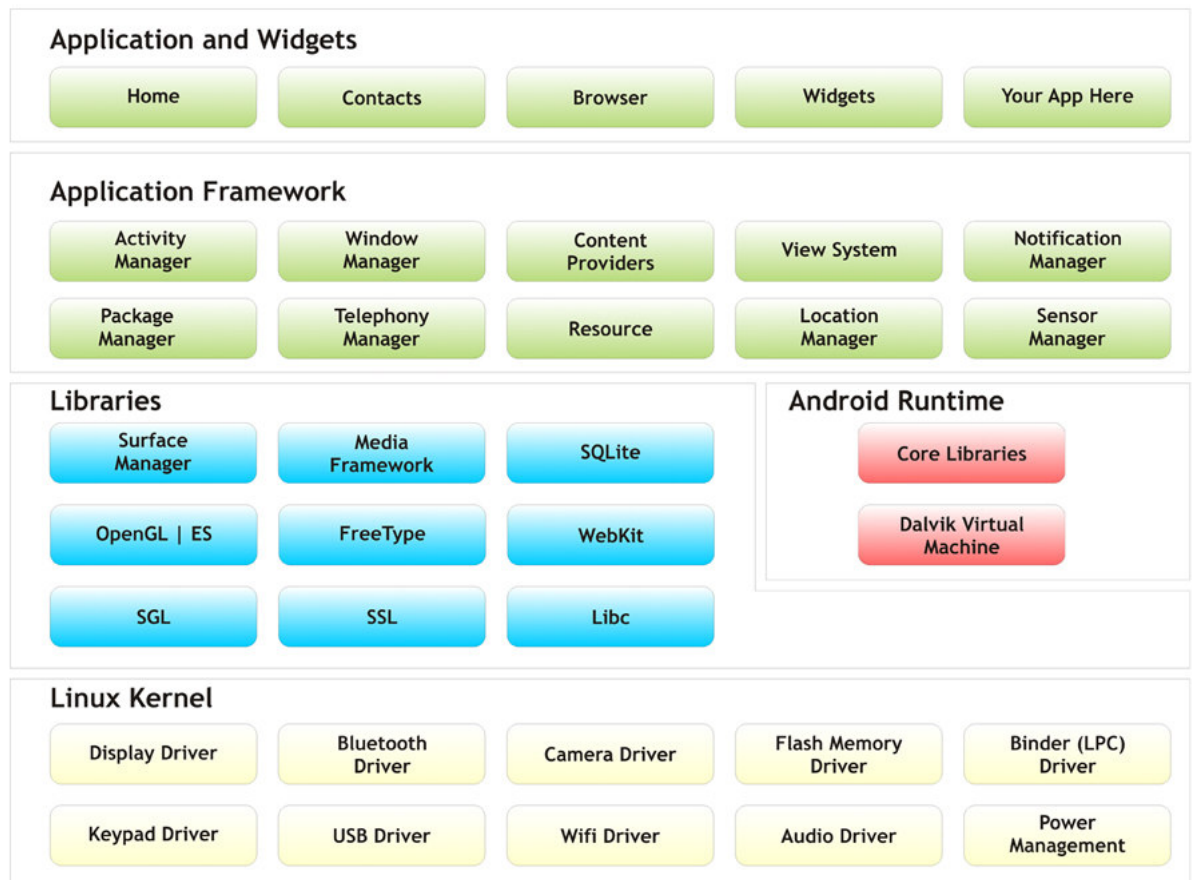 Application and Widgets
Home
Contacts
Browser
Widgets
Your App Here
Application Framework
Activity
Manager
Window
Manager
Content
Providers
View System
Notification
Manager
Package
Manager
Telephony
Manager
Resource
Location
Manager
Sensor
Manager
Libraries
Surface
Manager
Media
Framework
SQLite
OpenGL | ES
FreeType
WebKit
SGL
SSL
Libc
Android Runtime
Core Libraries
Dalvik Virtual
Machine
Linux Kernel
Display Driver
Bluetooth
Driver
Camera Driver
Flash Memory
Driver
Binder (LPC)
Driver
Keypad Driver
USB Driver
Wifi Driver
Audio Driver
Power
Management